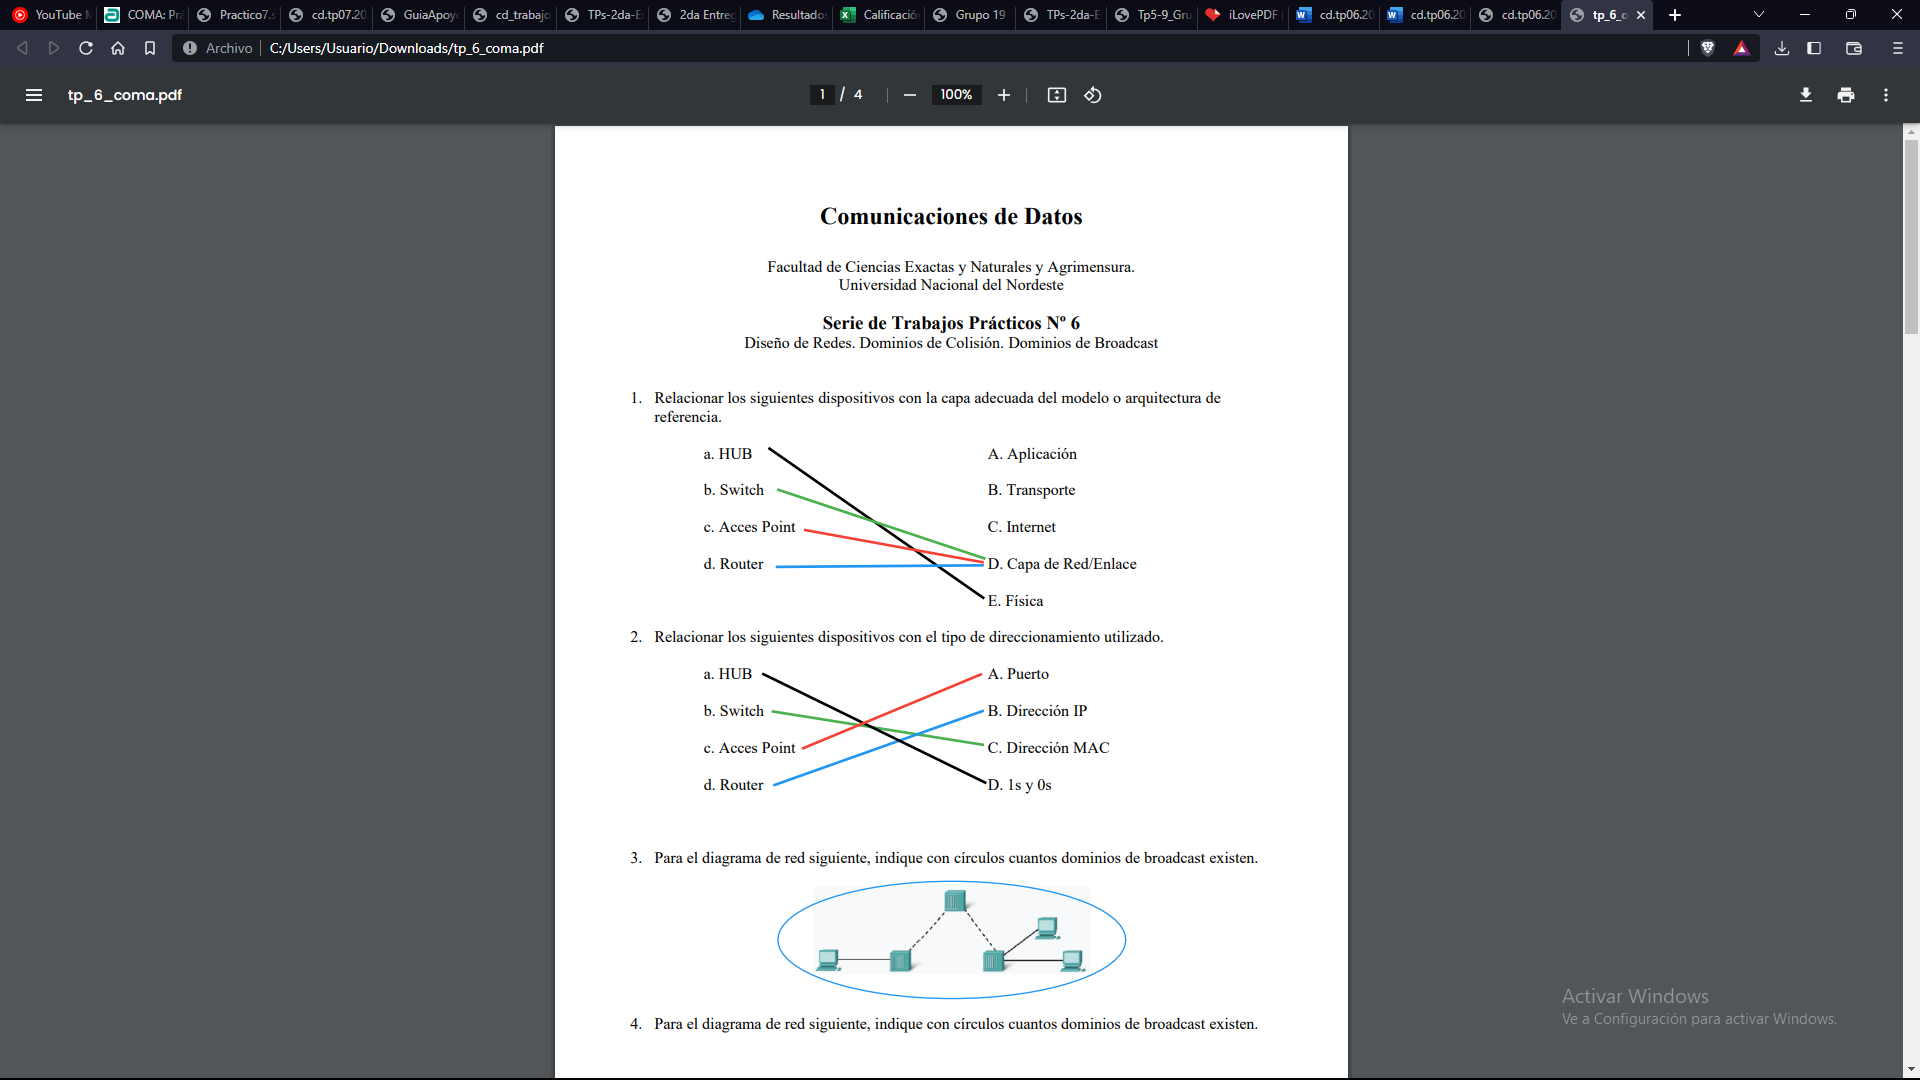 YouTube
COMA: Pr
Practico7.
cd.tp07.20
GuiaApoy
cd_trabajo
TPs-2da-E
2da Entreg
Resultado
Calificació
Grupo 19
TPs-2da-E
Tp5-9_Gru
iLovePDF
cd.tp06.20
cd.tp06.20
cd.tp06.20
tp_6_c
Archivo C:/Users/Usuario/Downloads/tp_6_coma.pdf
tp_6_coma.pdf
1 / 4
100%
Comunicaciones de Datos
Facultad de Ciencias Exactas y Naturales y Agrimensura.
Universidad Nacional del Nordeste
Serie de Trabajos Prácticos Nº 6
Diseño de Redes. Dominios de Colisión. Dominios de Broadcast
1. Relacionar los siguientes dispositivos con la capa adecuada del modelo o arquitectura de
referencia.
a. HUB A. Aplicación
b. Switch B. Transporte
c. Acces Point C. Internet
d. Router D. Capa de Red/Enlace
E. Física
2. Relacionar los siguientes dispositivos con el tipo de direccionamiento utilizado.
a. HUB A. Puerto
b. Switch B. Dirección IP
c. Acces Point C. Dirección MAC
d. Router D. 1s y 0s
3. Para el diagrama de red siguiente, indique con círculos cuantos dominios de broadcast existen.
4. Para el diagrama de red siguiente, indique con círculos cuantos dominios de broadcast existen.
Activar Windows
Ve a Configuración para activar Windows.